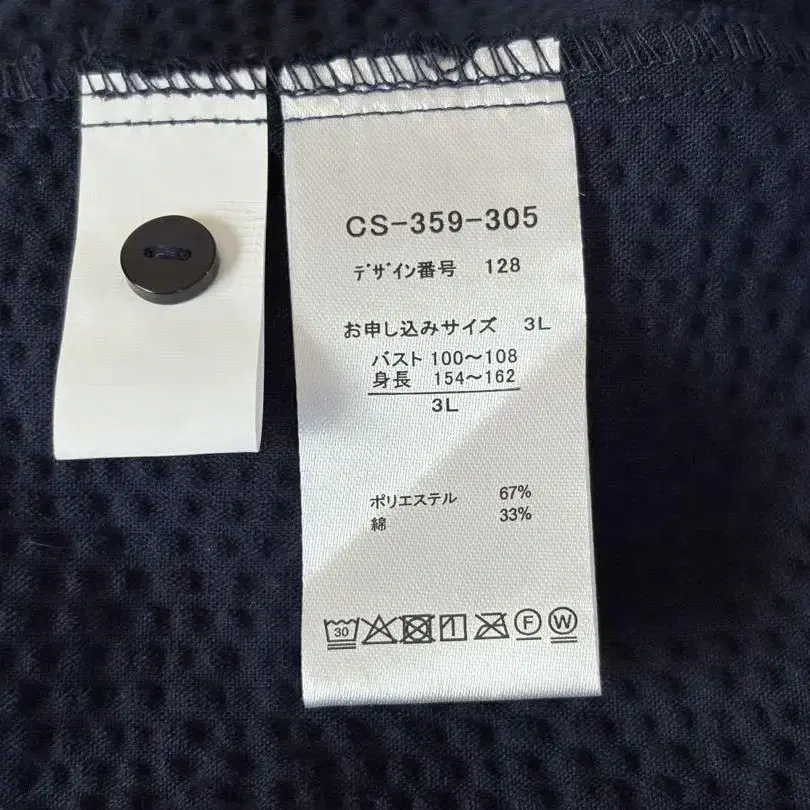 CS-359-305
ﾃﾞｻﾞｲﾝ番号 128
お申し込みサイズ 3L
バスト 100～108
身長 154～162
3L
ポリエステル 67%
綿 33%
30
F
W